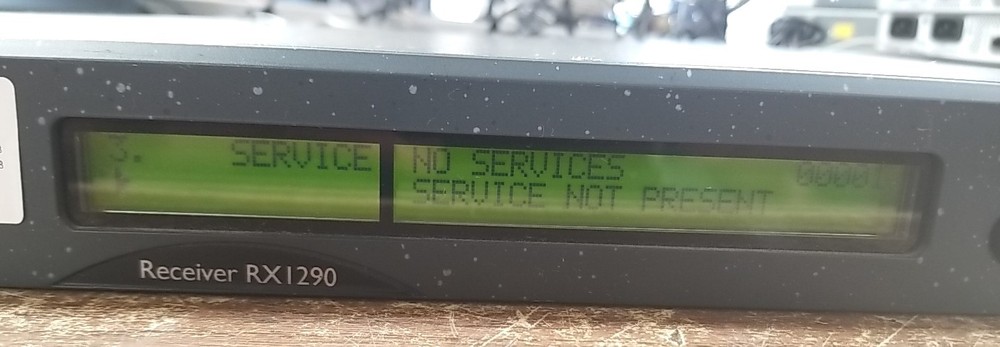 3. SERVICE
NO SERVICES 0000
SERVICE NOT PRESENT
Receiver RX1290